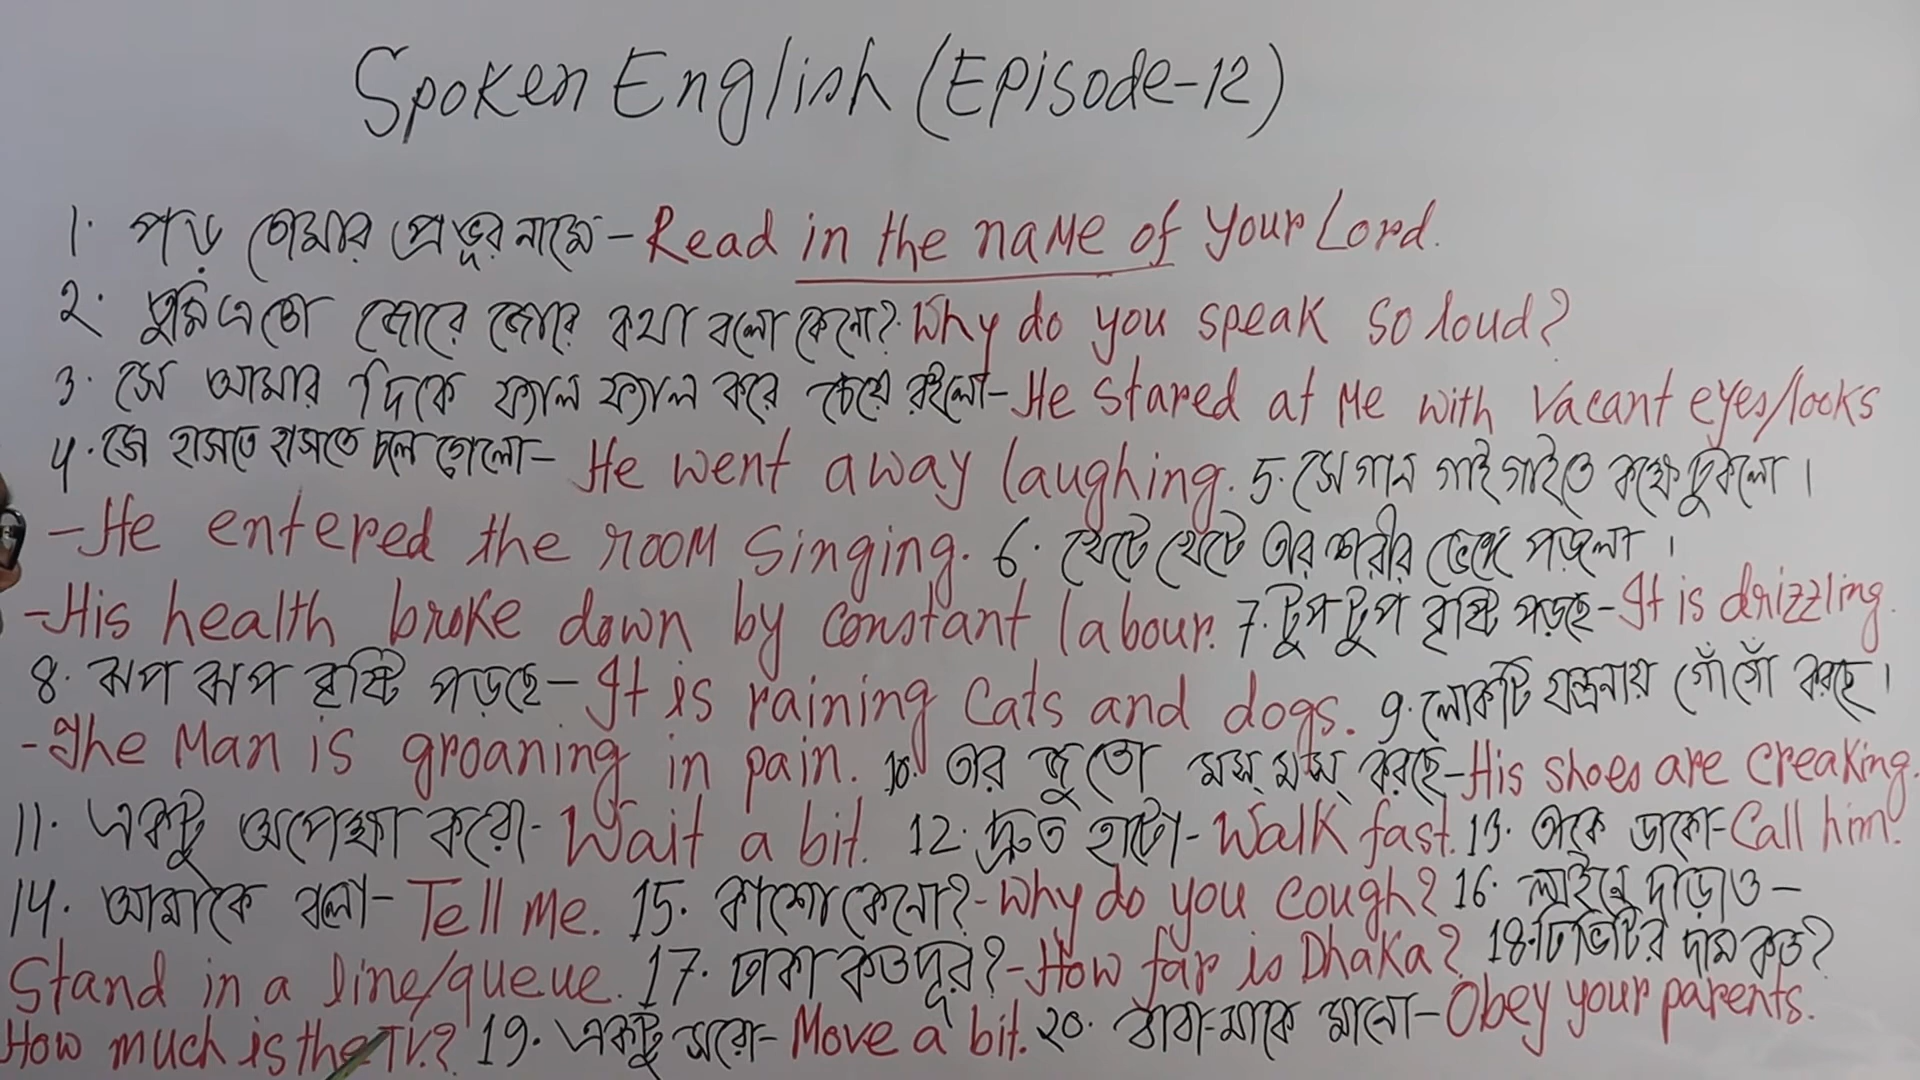 Spoken English (Episode-12)
1. পড় তোমার প্রভূর নামে - Read in the name of your Lord.
2. তুমি এতো জোরে জোরে কথা বলো কেনো? Why do you speak so loud?
3. সে আমার দিকে ফ্যাল ফ্যাল করে চেয়ে রইলো - He stared at me with vacant eyes/looks
4. সে হাসতে হাসতে চলে গেলো - He went away laughing. 5. সে গান গাই গাইতে কক্ষে ঢুকলো।
- He entered the room singing. 6. খেটে খেটে তার শরীর ভেঙ্গে পড়লো।
- His health broke down by constant labour. 7. টুপ টুপ বৃষ্টি পড়ছে - It is drizzling.
8. ঝপ ঝপ বৃষ্টি পড়ছে - It is raining cats and dogs. 9. লোকটি যন্ত্রনায় গোঁ গোঁ করছে।
- The man is groaning in pain. 10. তার জুতো মস্ মস্ করছে - His shoes are creaking.
11. একটু অপেক্ষা করো - Wait a bit. 12. দ্রুত হাটো - Walk fast. 13. তাকে ডাকো - Call him.
14. আমাকে বলো - Tell me. 15. কাশো কেনো? - Why do you cough? 16. লাইনে দাড়াও -
Stand in a line/queue. 17. ঢাকা কত দূর? - How far is Dhaka? 18. টিভিটির দাম কত?
How much is the TV.? 19. একটু সরো - Move a bit. 20. বাবা-মাকে মানো - Obey your parents.